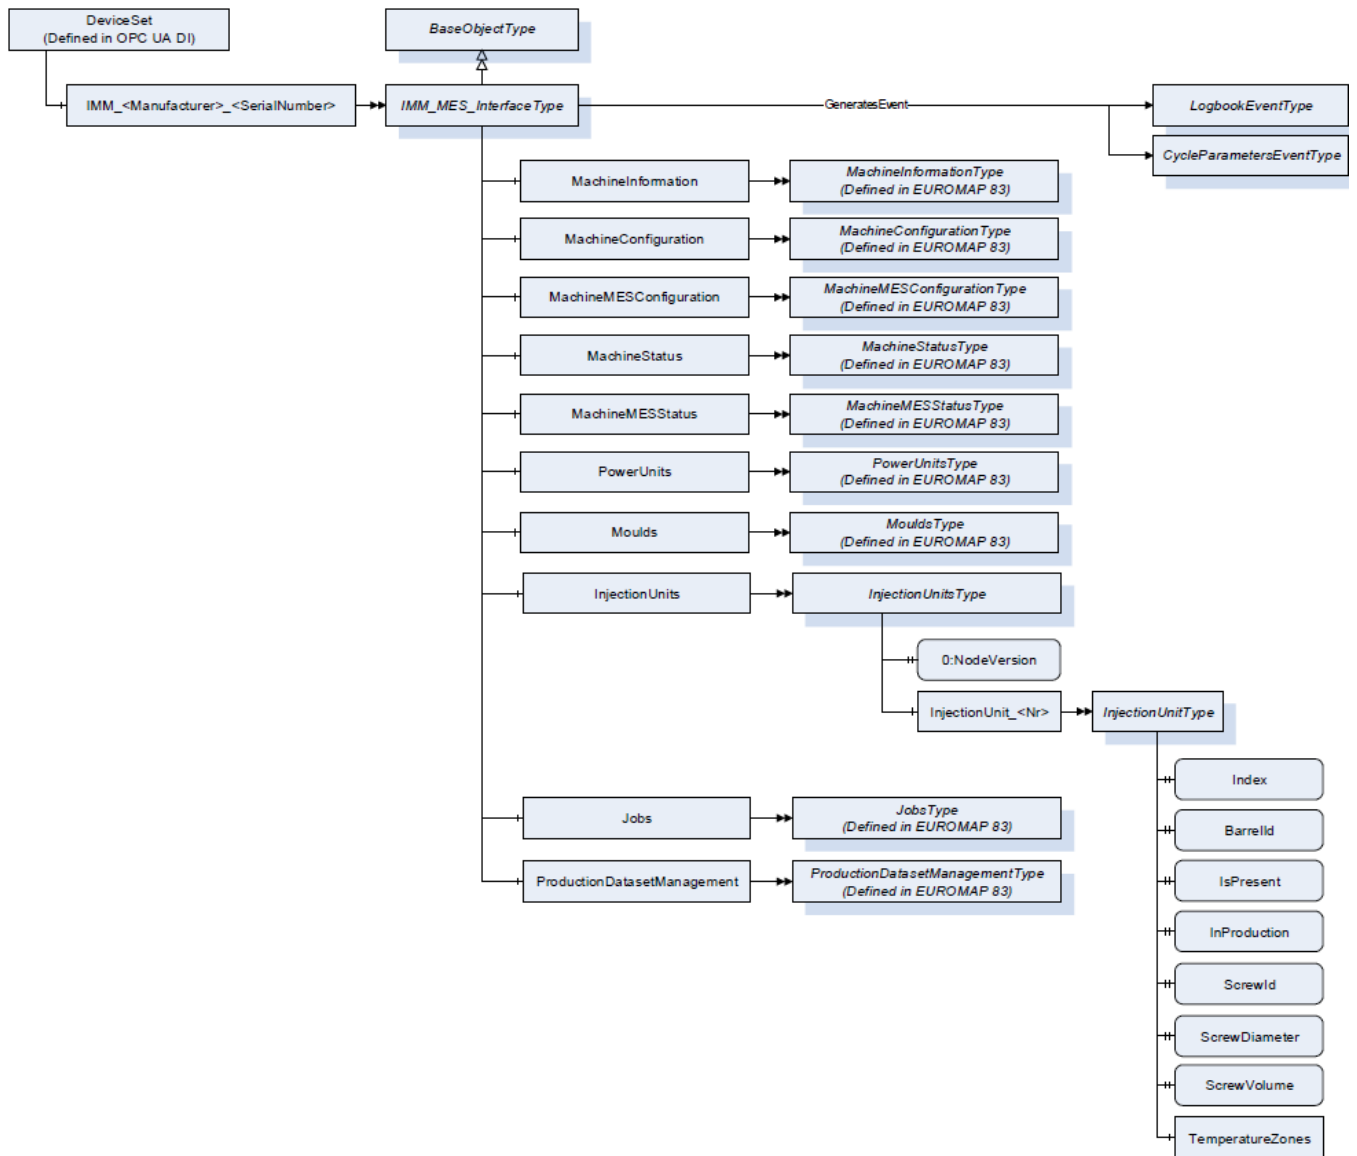 DeviceSet
(Defined in OPC UA DI)
BaseObjectType
IMM_<Manufacturer>_<SerialNumber>
IMM_MES_InterfaceType
GeneratesEvent
LogbookEventType
CycleParametersEventType
MachineInformation
MachineInformationType
(Defined in EUROMAP 83)
MachineConfiguration
MachineConfigurationType
(Defined in EUROMAP 83)
MachineMESConfiguration
MachineMESConfigurationType
(Defined in EUROMAP 83)
MachineStatus
MachineStatusType
(Defined in EUROMAP 83)
MachineMESStatus
MachineMESStatusType
(Defined in EUROMAP 83)
PowerUnits
PowerUnitsType
(Defined in EUROMAP 83)
Moulds
MouldsType
(Defined in EUROMAP 83)
InjectionUnits
InjectionUnitsType
0:NodeVersion
InjectionUnit_<Nr>
InjectionUnitType
Index
BarrelId
IsPresent
InProduction
ScrewId
ScrewDiameter
ScrewVolume
TemperatureZones
Jobs
JobsType
(Defined in EUROMAP 83)
ProductionDatasetManagement
ProductionDatasetManagementType
(Defined in EUROMAP 83)